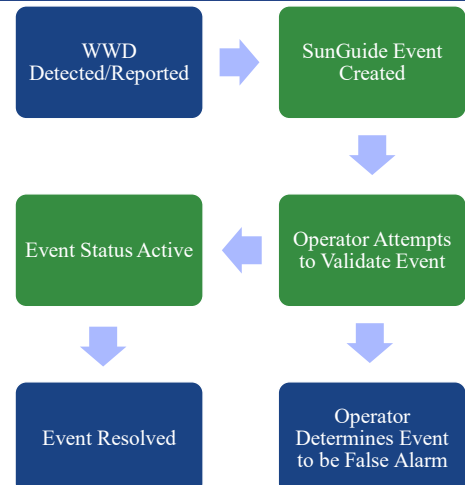 WWD
Detected/Reported
SunGuide Event
Created
Operator Attempts
to Validate Event
Event Status Active
Event Resolved
Operator
Determines Event
to be False Alarm